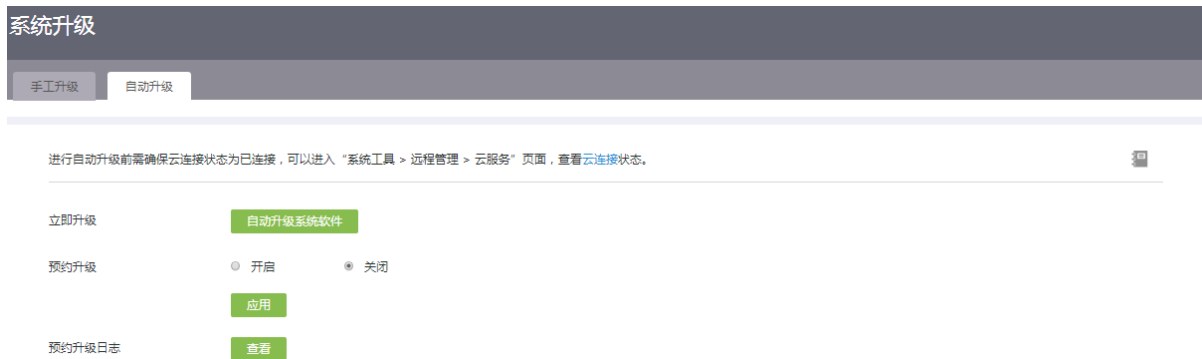 系统升级
手工升级 自动升级
进行自动升级前需确保云连接状态为已连接，可以进入“系统工具 > 远程管理 > 云服务”页面，查看云连接状态。
立即升级 自动升级系统软件
预约升级 开启 关闭
应用
预约升级日志 查看